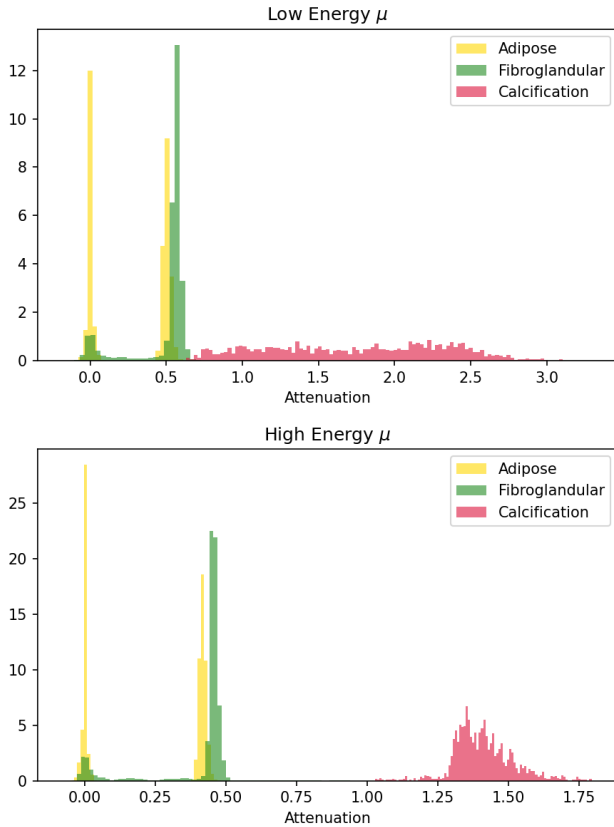 Low Energy μ
Adipose
Fibroglandular
Calcification
12
10
8
6
4
2
0
0.0 0.5 1.0 1.5 2.0 2.5 3.0
Attenuation
High Energy μ
Adipose
Fibroglandular
Calcification
25
20
15
10
5
0
0.00 0.25 0.50 0.75 1.00 1.25 1.50 1.75
Attenuation